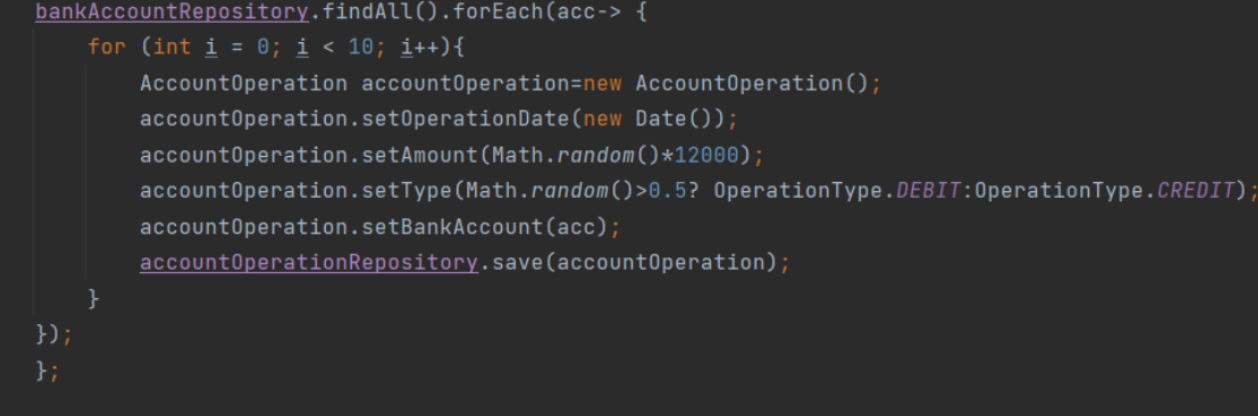 bankAccountRepository.findAll().forEach(acc-> {
    for (int i = 0; i < 10; i++){
        AccountOperation accountOperation=new AccountOperation();
        accountOperation.setOperationDate(new Date());
        accountOperation.setAmount(Math.random()*12000);
        accountOperation.setType(Math.random()>0.5? OperationType.DEBIT:OperationType.CREDIT);
        accountOperation.setBankAccount(acc);
        accountOperationRepository.save(accountOperation);
    }
});
};